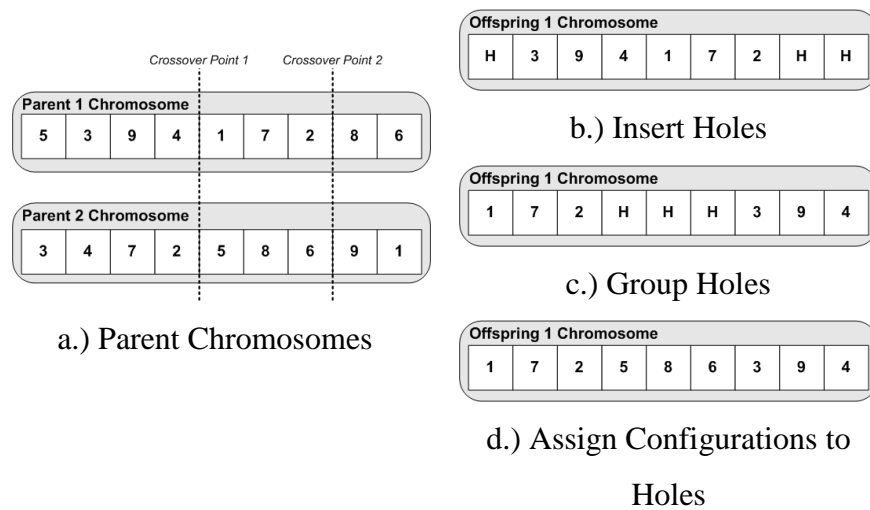 Crossover Point 1 Crossover Point 2
Parent 1 Chromosome
5 3 9 4 1 7 2 8 6
Parent 2 Chromosome
3 4 7 2 5 8 6 9 1
a.) Parent Chromosomes
Offspring 1 Chromosome
H 3 9 4 1 7 2 H H
b.) Insert Holes
Offspring 1 Chromosome
1 7 2 H H H 3 9 4
c.) Group Holes
Offspring 1 Chromosome
1 7 2 5 8 6 3 9 4
d.) Assign Configurations to
Holes